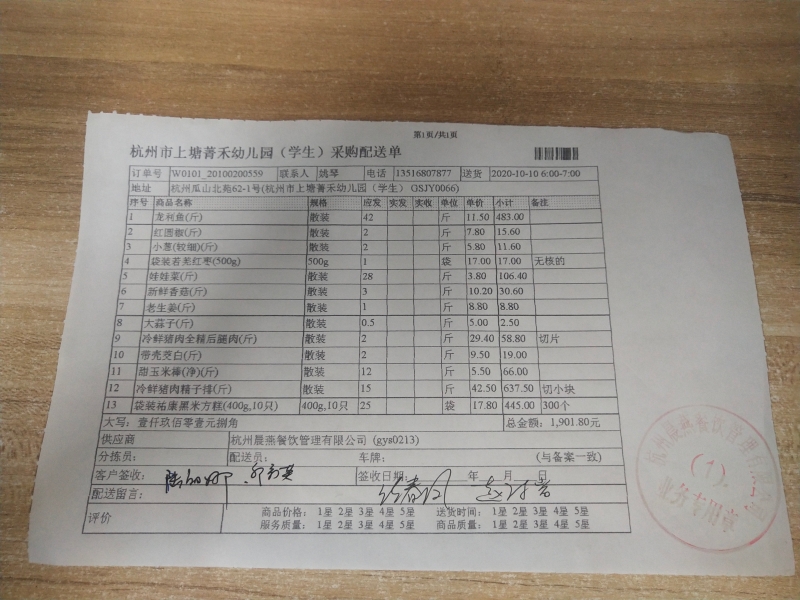 第1页/共1页
杭州市上塘菁禾幼儿园（学生）采购配送单
订单号 W0101_20100200559 联系人 姚琴 电话 13516807877 送货 2020-10-10 6:00-7:00
地址 杭州瓜山北苑62-1号(杭州市上塘菁禾幼儿园（学生） GSJY0066)
序号 商品名称 规格 应发 实发 实收 单位 单价 小计 备注
1 龙利鱼(斤) 散装 42 斤 11.50 483.00
2 红圆椒(斤) 散装 2 斤 7.80 15.60
3 小葱(较细)(斤) 散装 2 斤 5.80 11.60
4 袋装若羌红枣(500g) 500g 1 袋 17.00 17.00 无核的
5 娃娃菜(斤) 散装 28 斤 3.80 106.40
6 新鲜香菇(斤) 散装 3 斤 10.20 30.60
7 老生姜(斤) 散装 1 斤 8.80 8.80
8 大蒜子(斤) 散装 0.5 斤 5.00 2.50
9 冷鲜猪肉全精后腿肉(斤) 散装 2 斤 29.40 58.80 切片
10 带壳茭白(斤) 散装 2 斤 9.50 19.00
11 甜玉米棒(净)(斤) 散装 12 斤 5.50 66.00
12 冷鲜猪肉精子排(斤) 散装 15 斤 42.50 637.50 切小块
13 袋装祐康黑米方糕(400g,10只) 400g,10只 25 袋 17.80 445.00 300个
大写：壹仟玖佰零壹元捌角 总金额：1,901.80元
供应商 杭州晨燕餐饮管理有限公司 (gys0213)
分拣员： 配送员： 车牌： (与备案一致)
客户签收： 签收日期： 年 月 日
配送留言：
评价 商品价格： 1星 2星 3星 4星 5星 送货时间： 1星 2星 3星 4星 5星
服务质量： 1星 2星 3星 4星 5星 商品质量： 1星 2星 3星 4星 5星
杭州晨燕餐饮管理有限公司
(1)
业务专用章